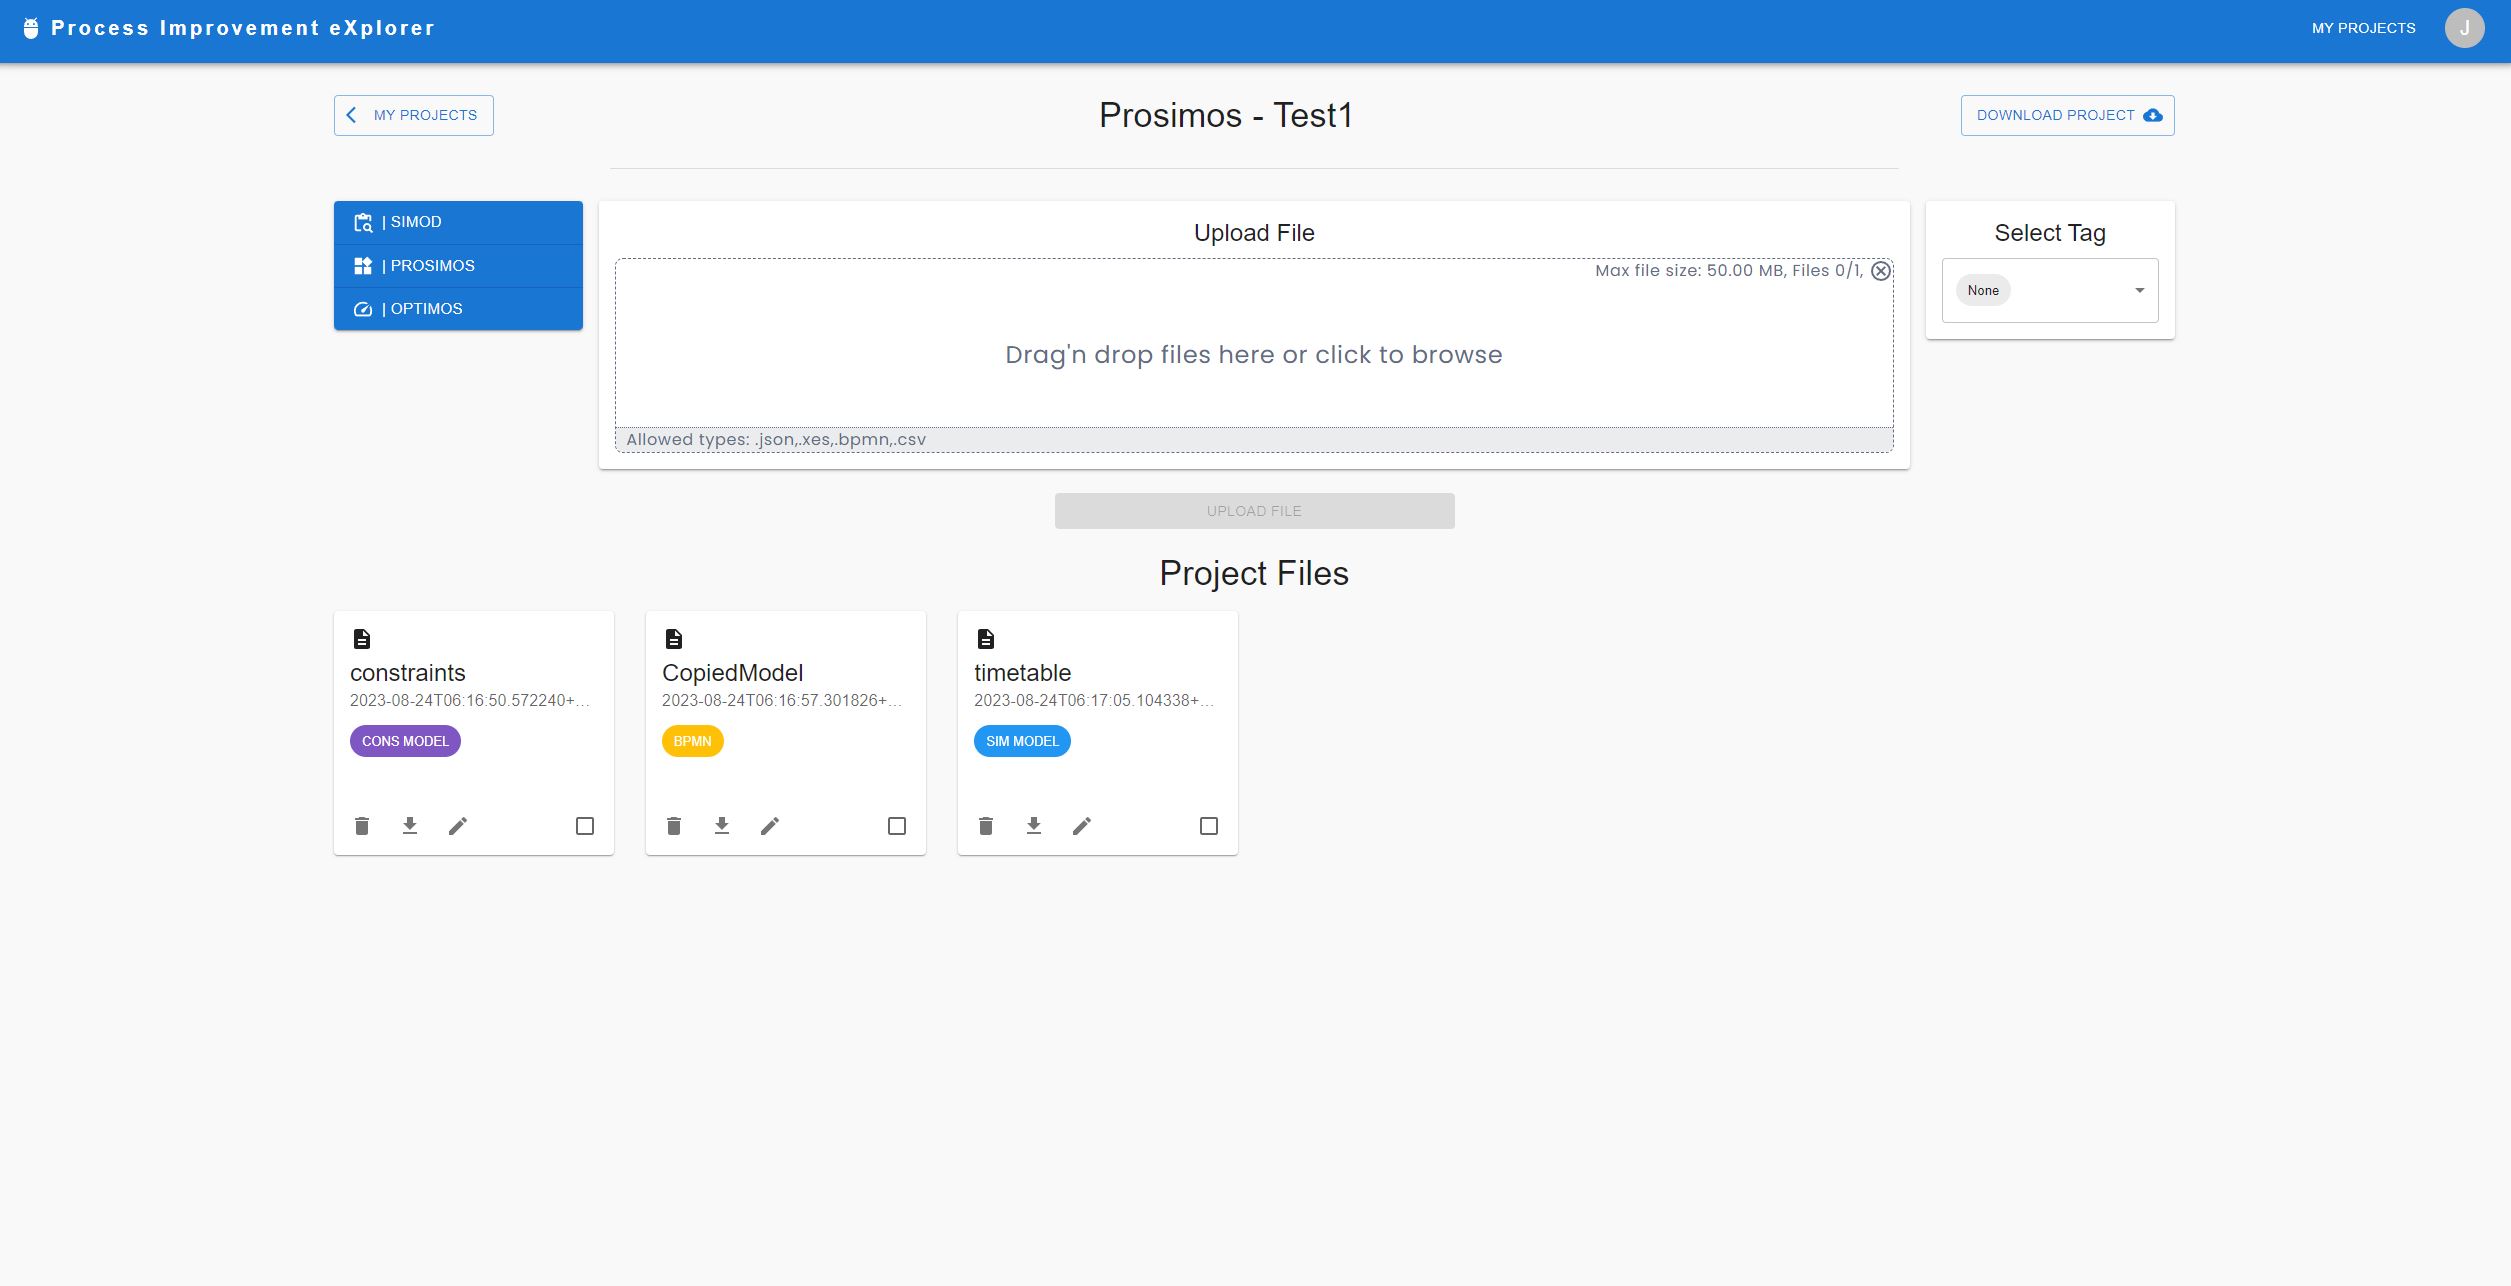 Process Improvement eXplorer
MY PROJECTS
J
MY PROJECTS
Prosimos - Test1
DOWNLOAD PROJECT
| SIMOD
| PROSIMOS
| OPTIMOS
Upload File
Max file size: 50.00 MB, Files 0/1,
Drag'n drop files here or click to browse
Allowed types: .json,.xes,.bpmn,.csv
Select Tag
None
UPLOAD FILE
Project Files
constraints
2023-08-24T06:16:50.572240+...
CONS MODEL
CopiedModel
2023-08-24T06:16:57.301826+...
BPMN
timetable
2023-08-24T06:17:05.104338+...
SIM MODEL